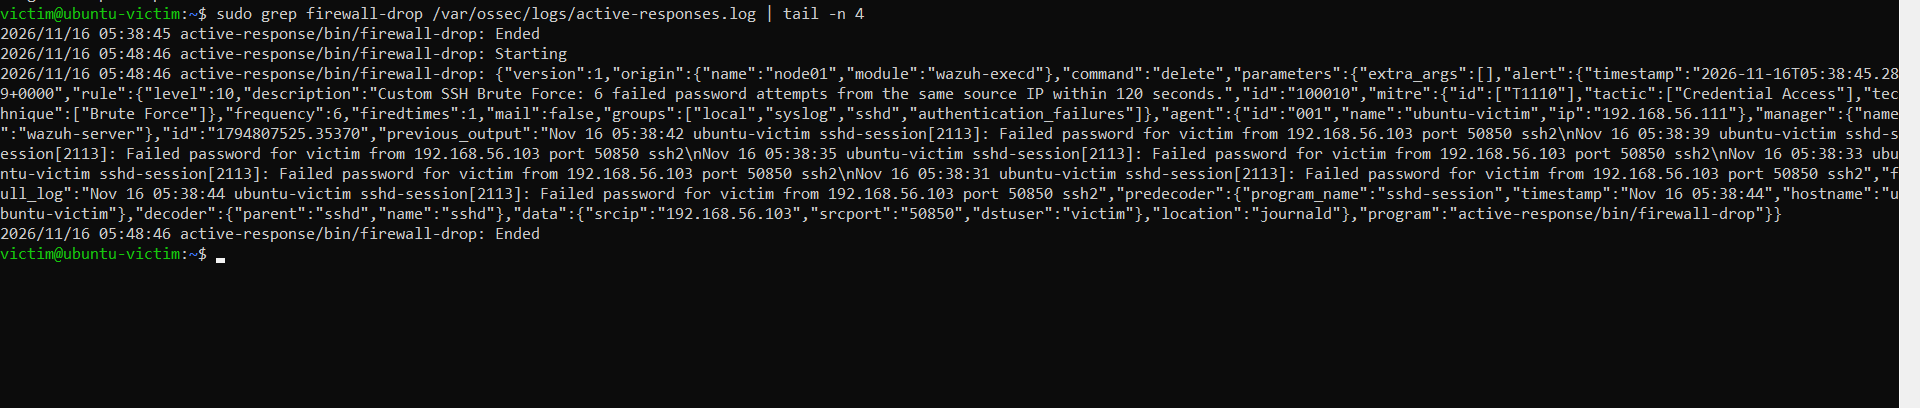 victim@ubuntu-victim:~$ sudo grep firewall-drop /var/ossec/logs/active-responses.log | tail -n 4
2026/11/16 05:38:45 active-response/bin/firewall-drop: Ended
2026/11/16 05:48:46 active-response/bin/firewall-drop: Starting
2026/11/16 05:48:46 active-response/bin/firewall-drop: {"version":1,"origin":{"name":"node01","module":"wazuh-execd"},"command":"delete","parameters":{"extra_args":[],"alert":{"timestamp":"2026-11-16T05:38:45.28
9+0000","rule":{"level":10,"description":"Custom SSH Brute Force: 6 failed password attempts from the same source IP within 120 seconds.","id":"100010","mitre":{"id":["T1110"],"tactic":["Credential Access"],"tec
hnique":["Brute Force"]},"frequency":6,"firedtimes":1,"mail":false,"groups":["local","syslog","sshd","authentication_failures"]},"agent":{"id":"001","name":"ubuntu-victim","ip":"192.168.56.111"},"manager":{"name
":"wazuh-server"},"id":"1794807525.35370","previous_output":"Nov 16 05:38:42 ubuntu-victim sshd-session[2113]: Failed password for victim from 192.168.56.103 port 50850 ssh2\nNov 16 05:38:39 ubuntu-victim sshd-s
ession[2113]: Failed password for victim from 192.168.56.103 port 50850 ssh2\nNov 16 05:38:35 ubuntu-victim sshd-session[2113]: Failed password for victim from 192.168.56.103 port 50850 ssh2\nNov 16 05:38:33 ubu
ntu-victim sshd-session[2113]: Failed password for victim from 192.168.56.103 port 50850 ssh2\nNov 16 05:38:31 ubuntu-victim sshd-session[2113]: Failed password for victim from 192.168.56.103 port 50850 ssh2","f
ull_log":"Nov 16 05:38:44 ubuntu-victim sshd-session[2113]: Failed password for victim from 192.168.56.103 port 50850 ssh2","predecoder":{"program_name":"sshd-session","timestamp":"Nov 16 05:38:44","hostname":"u
buntu-victim"},"decoder":{"parent":"sshd","name":"sshd"},"data":{"srcip":"192.168.56.103","srcport":"50850","dstuser":"victim"},"location":"journald"},"program":"active-response/bin/firewall-drop"}}
2026/11/16 05:48:46 active-response/bin/firewall-drop: Ended
victim@ubuntu-victim:~$